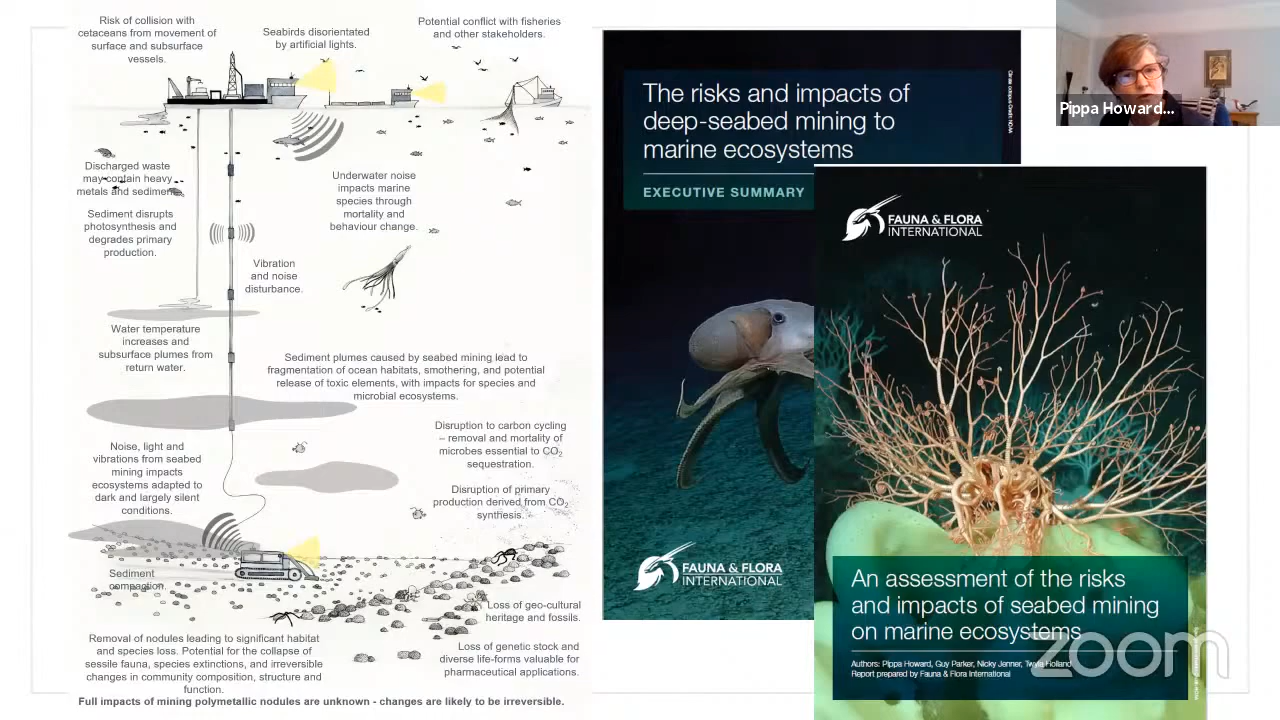 Risk of collision with
cetaceans from movement of
surface and subsurface
vessels.
Seabirds disorientated
by artificial lights.
Potential conflict with fisheries
and other stakeholders.
Discharged waste
may contain heavy
metals and sediment.
Sediment disrupts
photosynthesis and
degrades primary
production.
Underwater noise
impacts marine
species through
mortality and
behaviour change.
Vibration
and noise
disturbance.
Water temperature
increases and
subsurface plumes from
return water.
Sediment plumes caused by seabed mining lead to
fragmentation of ocean habitats, smothering, and potential
release of toxic elements, with impacts for species and
microbial ecosystems.
Disruption to carbon cycling
– removal and mortality of
microbes essential to CO₂
sequestration.
Noise, light and
vibrations from seabed
mining impacts
ecosystems adapted to
dark and largely silent
conditions.
Disruption of primary
production derived from CO₂
synthesis.
Sediment
compaction
Loss of geo-cultural
heritage and fossils.
Removal of nodules leading to significant habitat
and species loss. Potential for the collapse of
sessile fauna, species extinctions, and irreversible
changes in community composition, structure and
function.
Loss of genetic stock and
diverse life-forms valuable for
pharmaceutical applications.
Full impacts of mining polymetallic nodules are unknown - changes are likely to be irreversible.
The risks and impacts of
deep-seabed mining to
marine ecosystems
EXECUTIVE SUMMARY
FAUNA & FLORA
INTERNATIONAL
FAUNA & FLORA
INTERNATIONAL
An assessment of the risks
and impacts of seabed mining
on marine ecosystems
Authors: Pippa Howard, Guy Parker, Nicky Jenner, Twyla Holland
Report prepared by Fauna & Flora International
Pippa Howard...
zoom